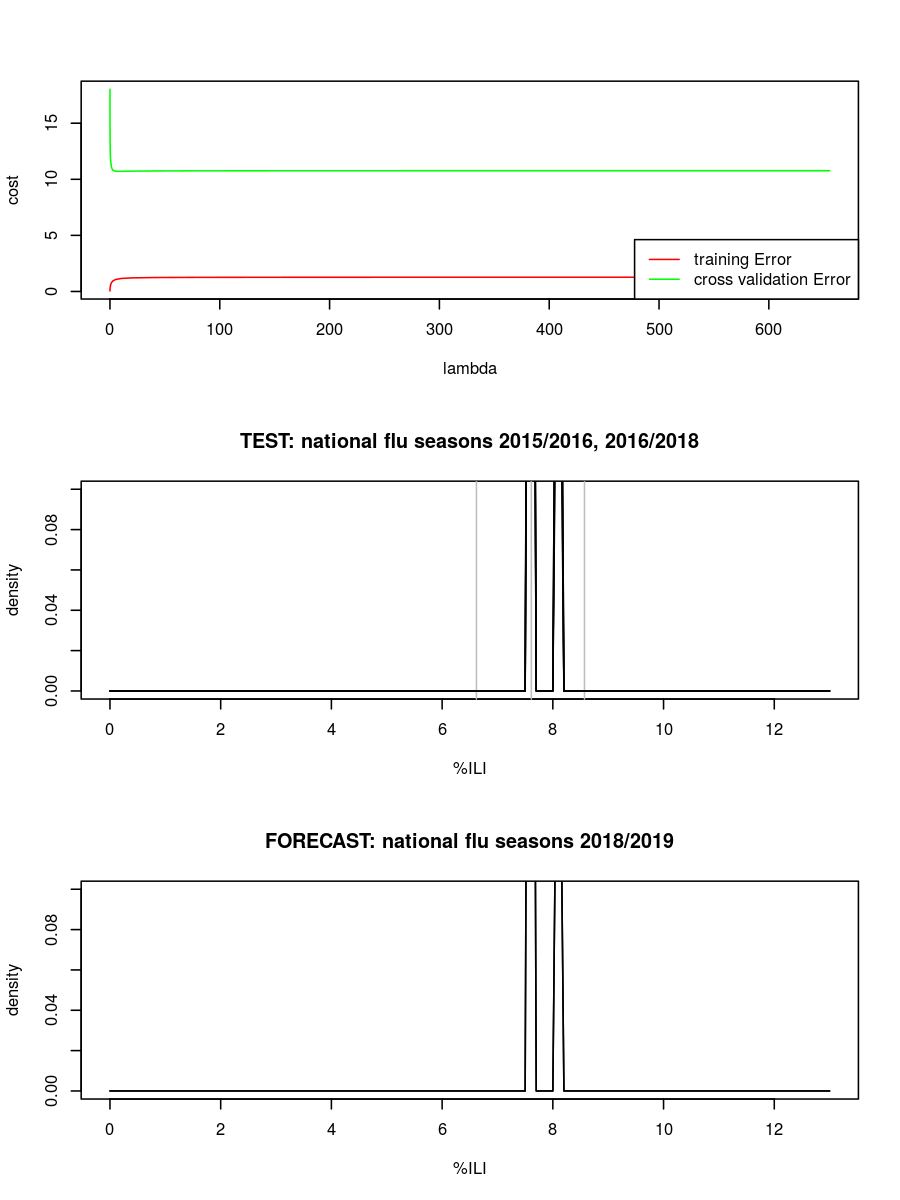 15
10
5
0
cost
training Error
cross validation Error
0 100 200 300 400 500 600
lambda
TEST: national flu seasons 2015/2016, 2016/2018
0.08
0.04
0.00
density
0 2 4 6 8 10 12
%ILI
FORECAST: national flu seasons 2018/2019
0.08
0.04
0.00
density
0 2 4 6 8 10 12
%ILI